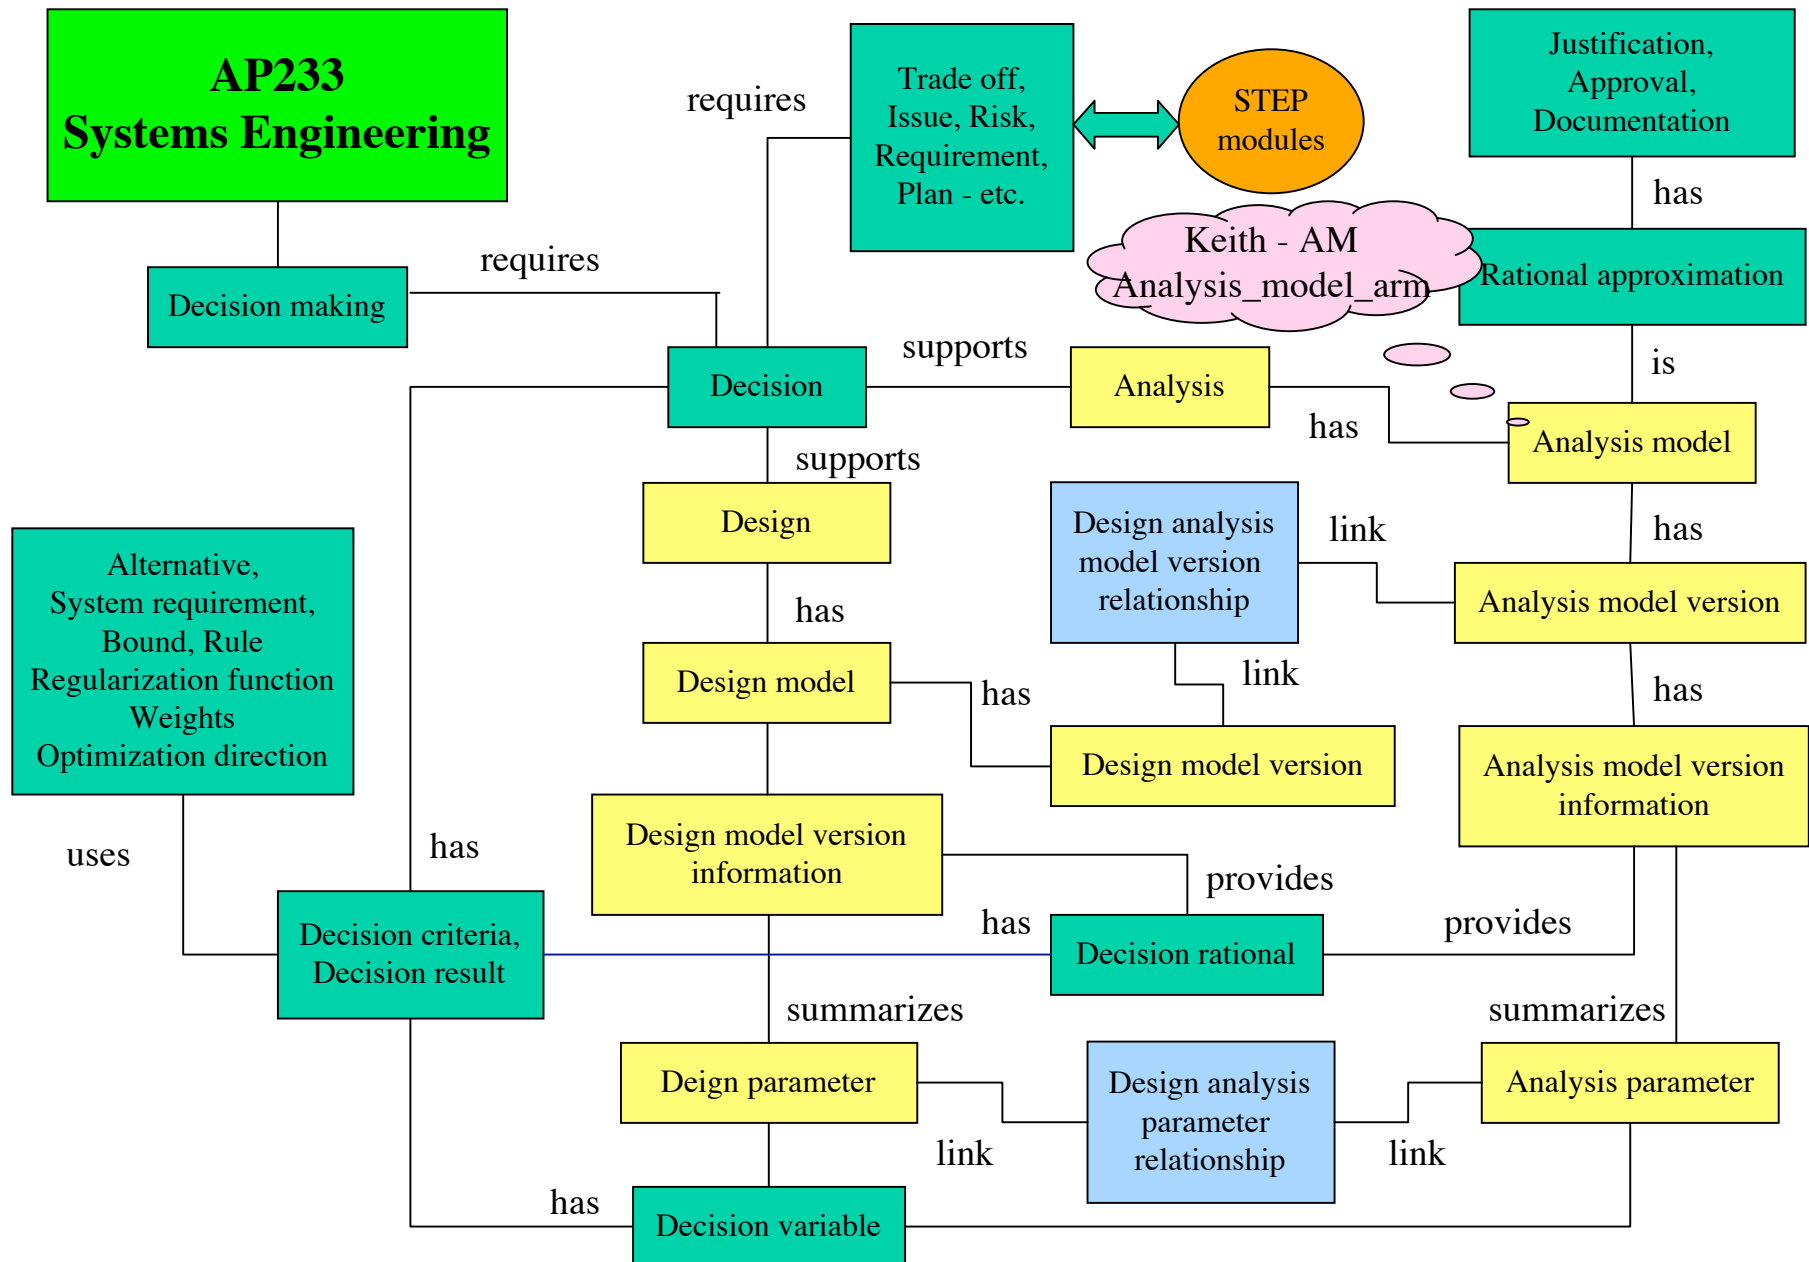 AP233
Systems Engineering
requires
Trade off,
Issue, Risk,
Requirement,
Plan - etc.
STEP
modules
Justification,
Approval,
Documentation
has
Keith - AM
Analysis_model_arm
Rational approximation
requires
Decision making
is
supports
Decision
Analysis
has
Analysis model
supports
Design
Design analysis
model version
relationship
link
has
Alternative,
System requirement,
Bound, Rule
Regularization function
Weights
Optimization direction
has
Analysis model version
link
Design model
has
has
Design model version
Analysis model version
information
Design model version
information
uses
has
provides
has
provides
Decision criteria,
Decision result
Decision rational
summarizes
summarizes
Deign parameter
Design analysis
parameter
relationship
Analysis parameter
link
link
has
Decision variable